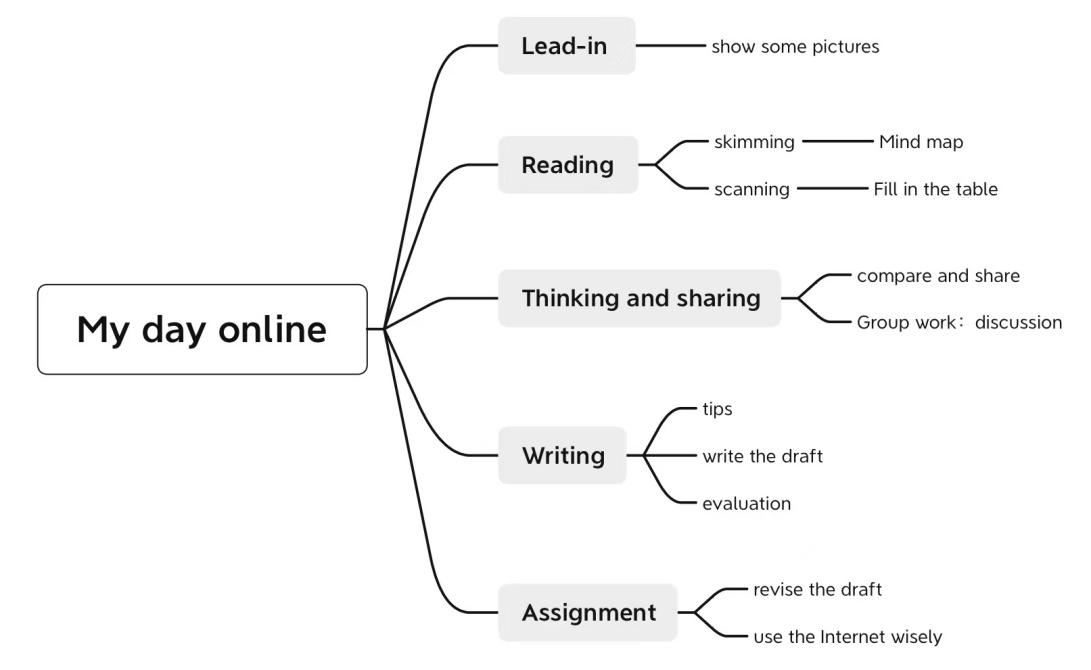 My day online
Lead-in
show some pictures
Reading
skimming
Mind map
scanning
Fill in the table
Thinking and sharing
compare and share
Group work：discussion
Writing
tips
write the draft
evaluation
Assignment
revise the draft
use the Internet wisely